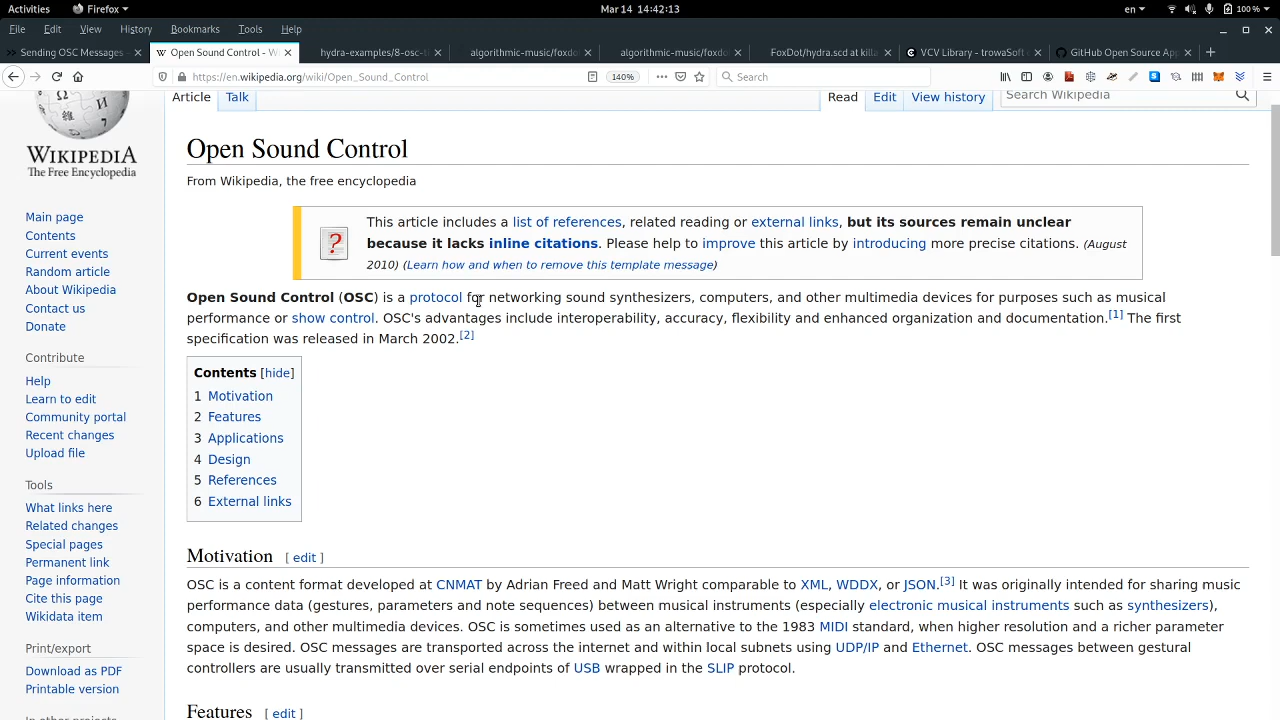 Activities Firefox Mar 14 14:42:13 en 100%
File Edit View History Bookmarks Tools Help
Sending OSC Messages Open Sound Control - W hydra-examples/8-osc-s algorithmic-music/foxdo algorithmic-music/foxdo FoxDot/hydra.scd at killa VCV Library - trowaSoft GitHub Open Source App
https://en.wikipedia.org/wiki/Open_Sound_Control 140% Search
Article Talk Read Edit View history Search Wikipedia
WIKIPEDIA
The Free Encyclopedia
Main page
Contents
Current events
Random article
About Wikipedia
Contact us
Donate
Contribute
Help
Learn to edit
Community portal
Recent changes
Upload file
Tools
What links here
Related changes
Special pages
Permanent link
Page information
Cite this page
Wikidata item
Print/export
Download as PDF
Printable version
In other projects
Open Sound Control
From Wikipedia, the free encyclopedia
This article includes a list of references, related reading or external links, but its sources remain unclear
because it lacks inline citations. Please help to improve this article by introducing more precise citations. (August
2010) (Learn how and when to remove this template message)
Open Sound Control (OSC) is a protocol for networking sound synthesizers, computers, and other multimedia devices for purposes such as musical
performance or show control. OSC's advantages include interoperability, accuracy, flexibility and enhanced organization and documentation.[1] The first
specification was released in March 2002.[2]
Contents [hide]
1 Motivation
2 Features
3 Applications
4 Design
5 References
6 External links
Motivation [ edit ]
OSC is a content format developed at CNMAT by Adrian Freed and Matt Wright comparable to XML, WDDX, or JSON.[3] It was originally intended for sharing music
performance data (gestures, parameters and note sequences) between musical instruments (especially electronic musical instruments such as synthesizers),
computers, and other multimedia devices. OSC is sometimes used as an alternative to the 1983 MIDI standard, when higher resolution and a richer parameter
space is desired. OSC messages are transported across the internet and within local subnets using UDP/IP and Ethernet. OSC messages between gestural
controllers are usually transmitted over serial endpoints of USB wrapped in the SLIP protocol.
Features [ edit ]